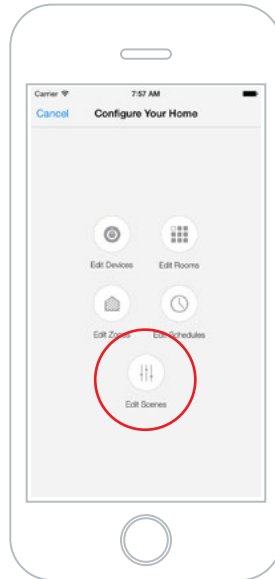 Carrier 7:57 AM
Cancel Configure Your Home
Edit Devices Edit Rooms
Edit Zones Edit Schedules
Edit Scenes